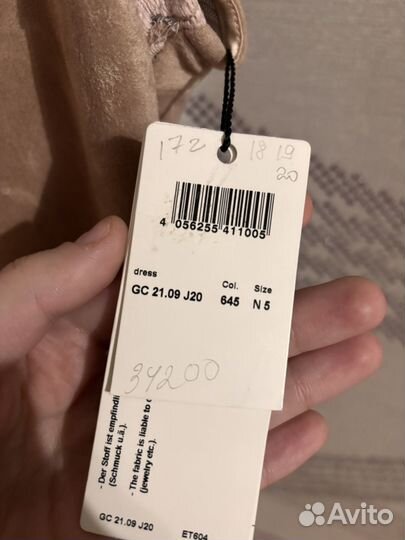 172 18 19
20
4 056255 411005
dress Col. Size
GC 21.09 J20 645 N 5
34200
- Der Stoff ist empfindli
(Schmuck u.ä.).
- The fabric is liable to
(jewelry etc.).
GC 21.09 J20 ET604
Avito